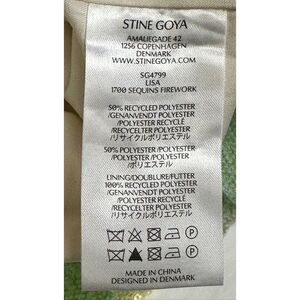 STINE GOYA
AMALIEGADE 42
1256 COPENHAGEN
DENMARK
WWW.STINEGOYA.COM
SG4799
LISA
1700 SEQUINS FIREWORK
50% RECYCLED POLYESTER
/GENANVENDT POLYESTER
/POLYESTER RECYCLÉ
/RECYCELTER POLYESTER
/リサイクルポリエステル
50% POLYESTER/POLYESTER
/POLYESTER/POLYESTER
/ポリエステル
LINING/DOUBLURE/FUTTER
100% RECYCLED POLYESTER
/GENANVENDT POLYESTER
/POLYESTER RECYCLÉ
/RECYCELTER POLYESTER
/リサイクルポリエステル
P
P
MADE IN CHINA
DESIGNED IN DENMARK